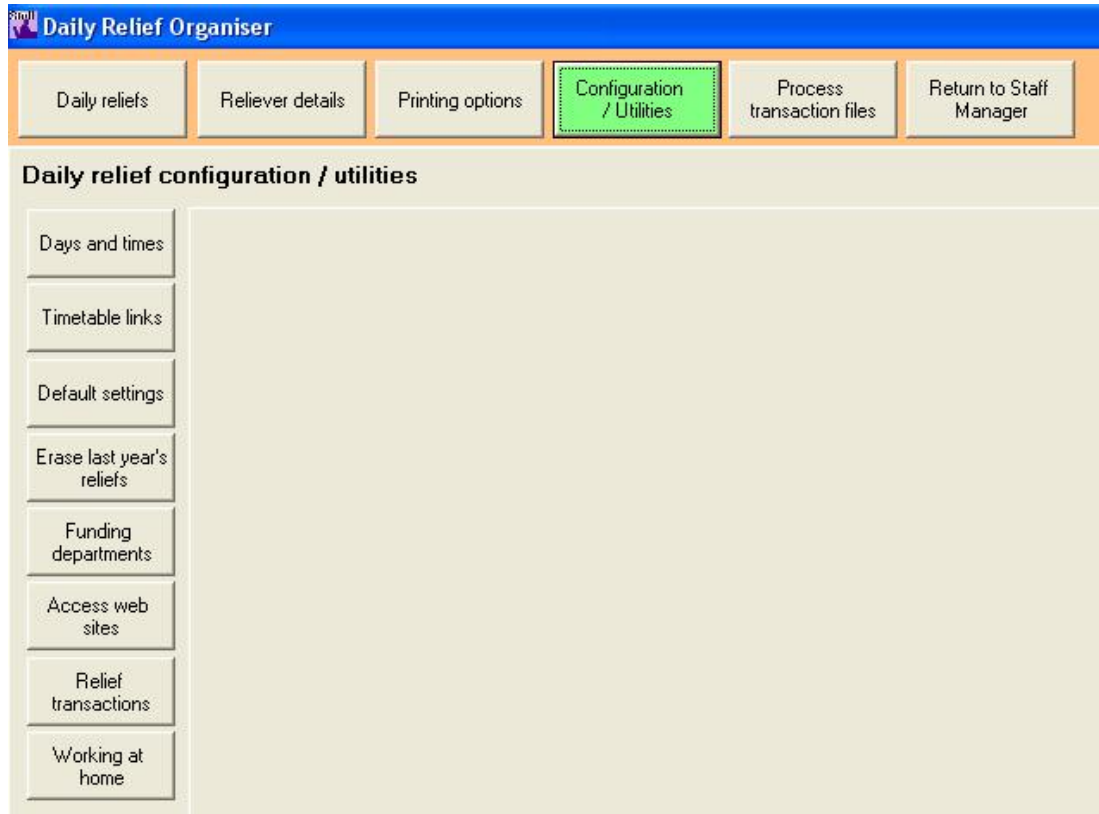 Daily Relief Organiser
Daily reliefs
Reliever details
Printing options
Configuration
/ Utilities
Process
transaction files
Return to Staff
Manager
Daily relief configuration / utilities
Days and times
Timetable links
Default settings
Erase last year's
reliefs
Funding
departments
Access web
sites
Relief
transactions
Working at
home